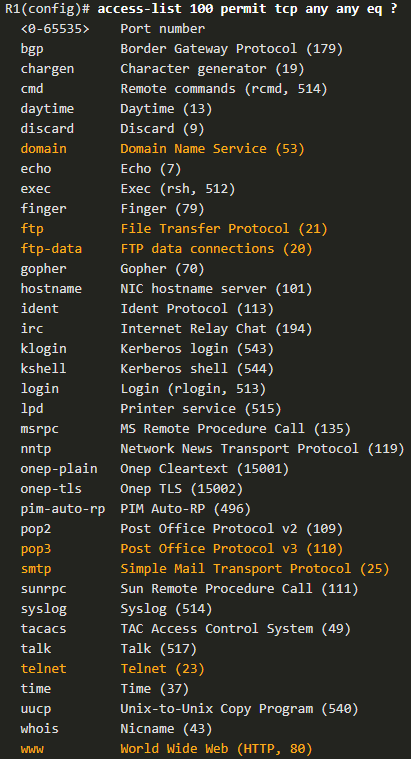 R1(config)# access-list 100 permit tcp any any eq ?
<0-65535> Port number
bgp Border Gateway Protocol (179)
chargen Character generator (19)
cmd Remote commands (rcmd, 514)
daytime Daytime (13)
discard Discard (9)
domain Domain Name Service (53)
echo Echo (7)
exec Exec (rsh, 512)
finger Finger (79)
ftp File Transfer Protocol (21)
ftp-data FTP data connections (20)
gopher Gopher (70)
hostname NIC hostname server (101)
ident Ident Protocol (113)
irc Internet Relay Chat (194)
klogin Kerberos login (543)
kshell Kerberos shell (544)
login Login (rlogin, 513)
lpd Printer service (515)
msrpc MS Remote Procedure Call (135)
nntp Network News Transport Protocol (119)
onep-plain Onep Cleartext (15001)
onep-tls Onep TLS (15002)
pim-auto-rp PIM Auto-RP (496)
pop2 Post Office Protocol v2 (109)
pop3 Post Office Protocol v3 (110)
smtp Simple Mail Transport Protocol (25)
sunrpc Sun Remote Procedure Call (111)
syslog Syslog (514)
tacacs TAC Access Control System (49)
talk Talk (517)
telnet Telnet (23)
time Time (37)
uucp Unix-to-Unix Copy Program (540)
whois Nicname (43)
www World Wide Web (HTTP, 80)